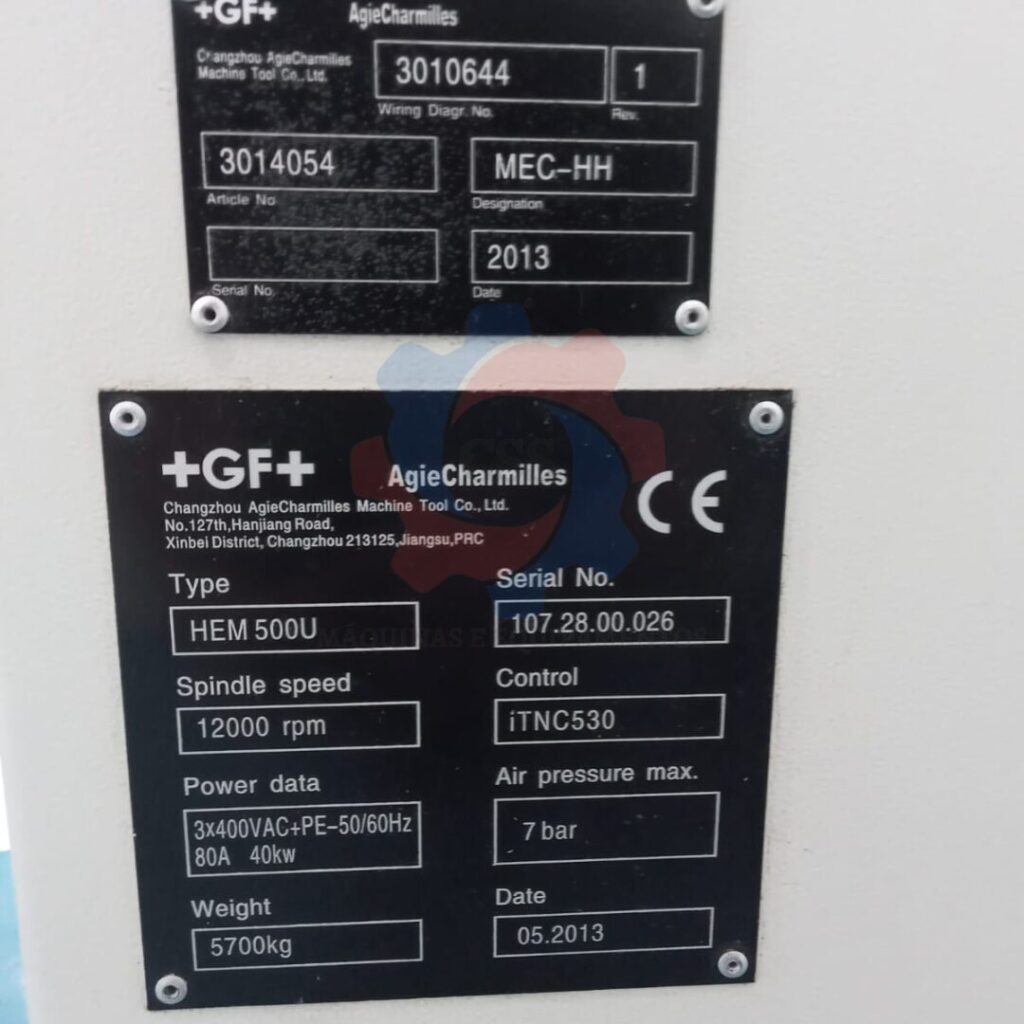 +GF+ AgieCharmilles
Changzhou AgieCharmilles
Machine Tool Co., Ltd.
3010644 1
Wiring Diagr. No. Rev.
3014054 MEC-HH
Article No Designation
2013
Serial No. Date
+GF+ AgieCharmilles CE
Changzhou AgieCharmilles Machine Tool Co., Ltd.
No.127th,Hanjiang Road,
Xinbei District, Changzhou 213125,Jiangsu,PRC
Type Serial No.
HEM 500U 107.28.00.026
Spindle speed Control
12000 rpm iTNC530
Power data Air pressure max.
3x400VAC+PE-50/60Hz
80A 40kw
7 bar
Weight Date
5700kg 05.2013